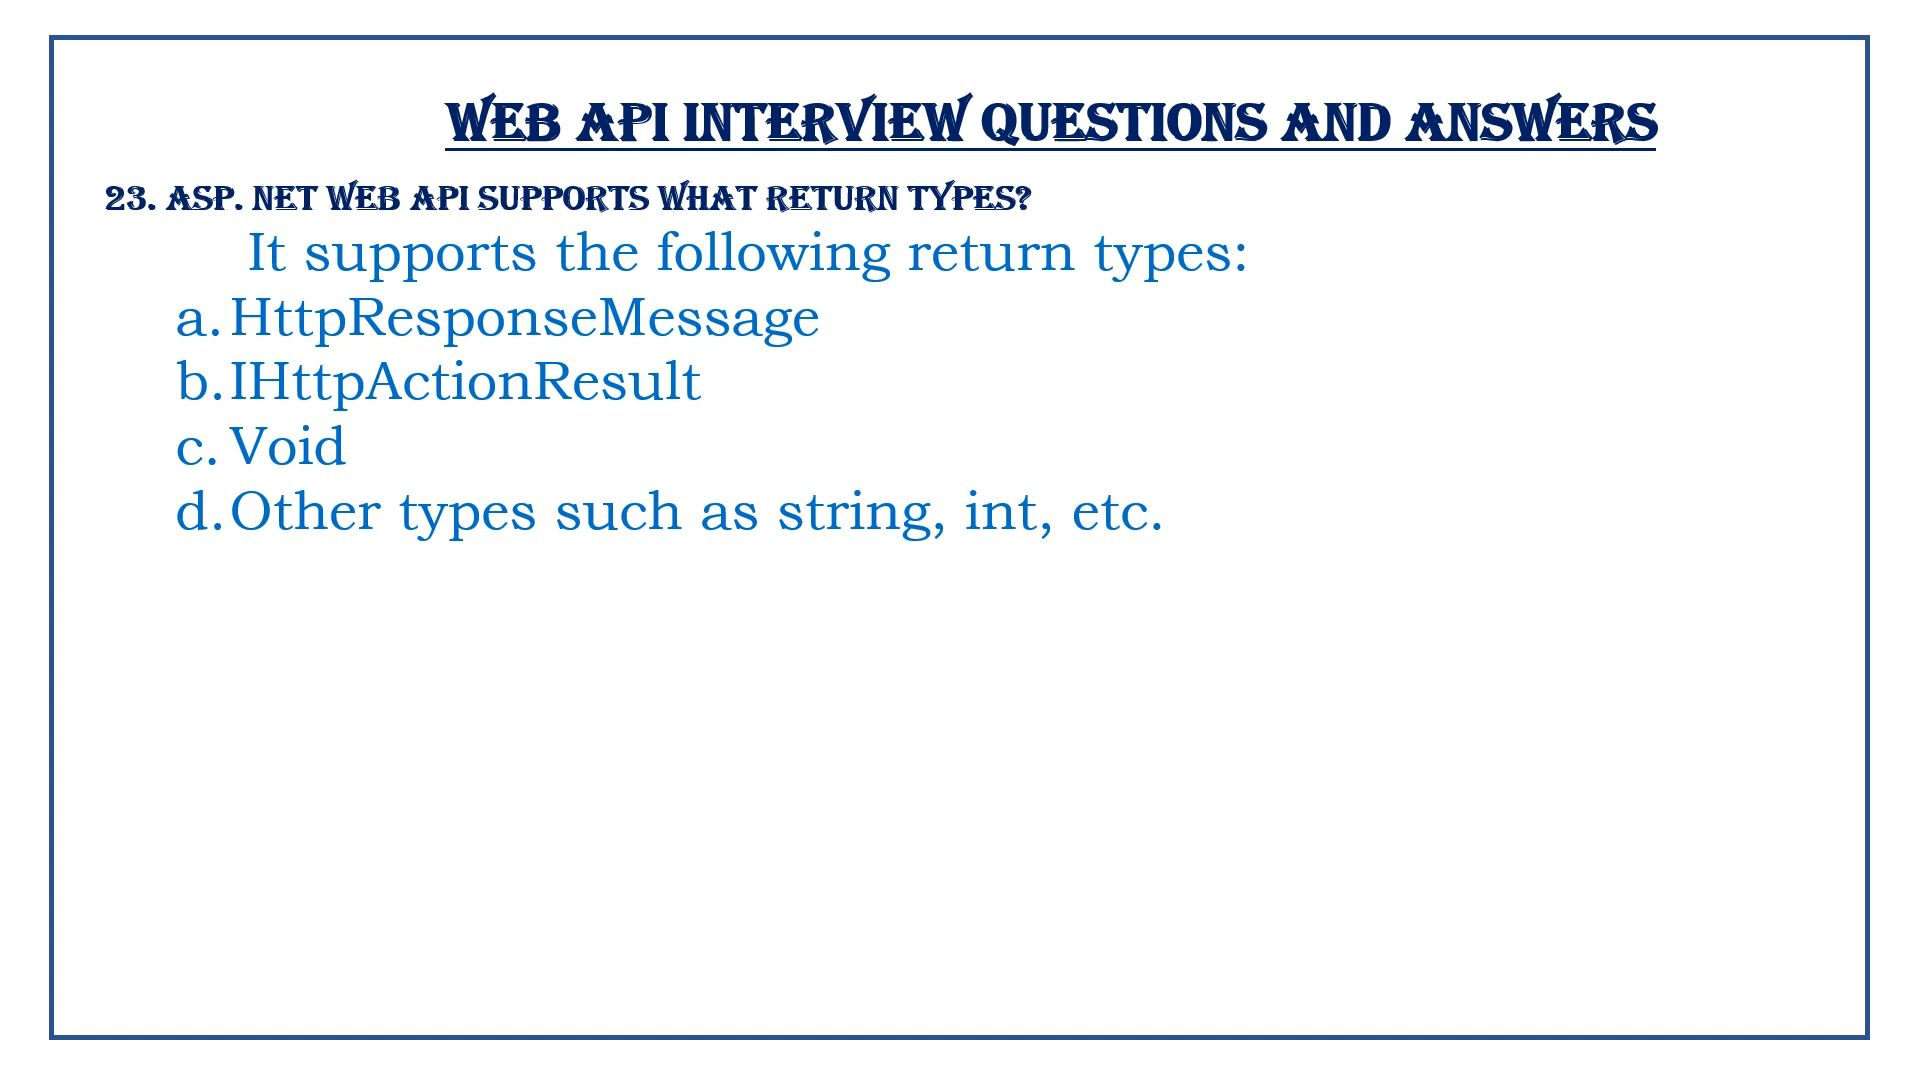 WEB API INTERVIEW QUESTIONS AND ANSWERS
23. ASP. NET WEB API SUPPORTS WHAT RETURN TYPES?
It supports the following return types:
a. HttpResponseMessage
b. IHttpActionResult
c. Void
d. Other types such as string, int, etc.